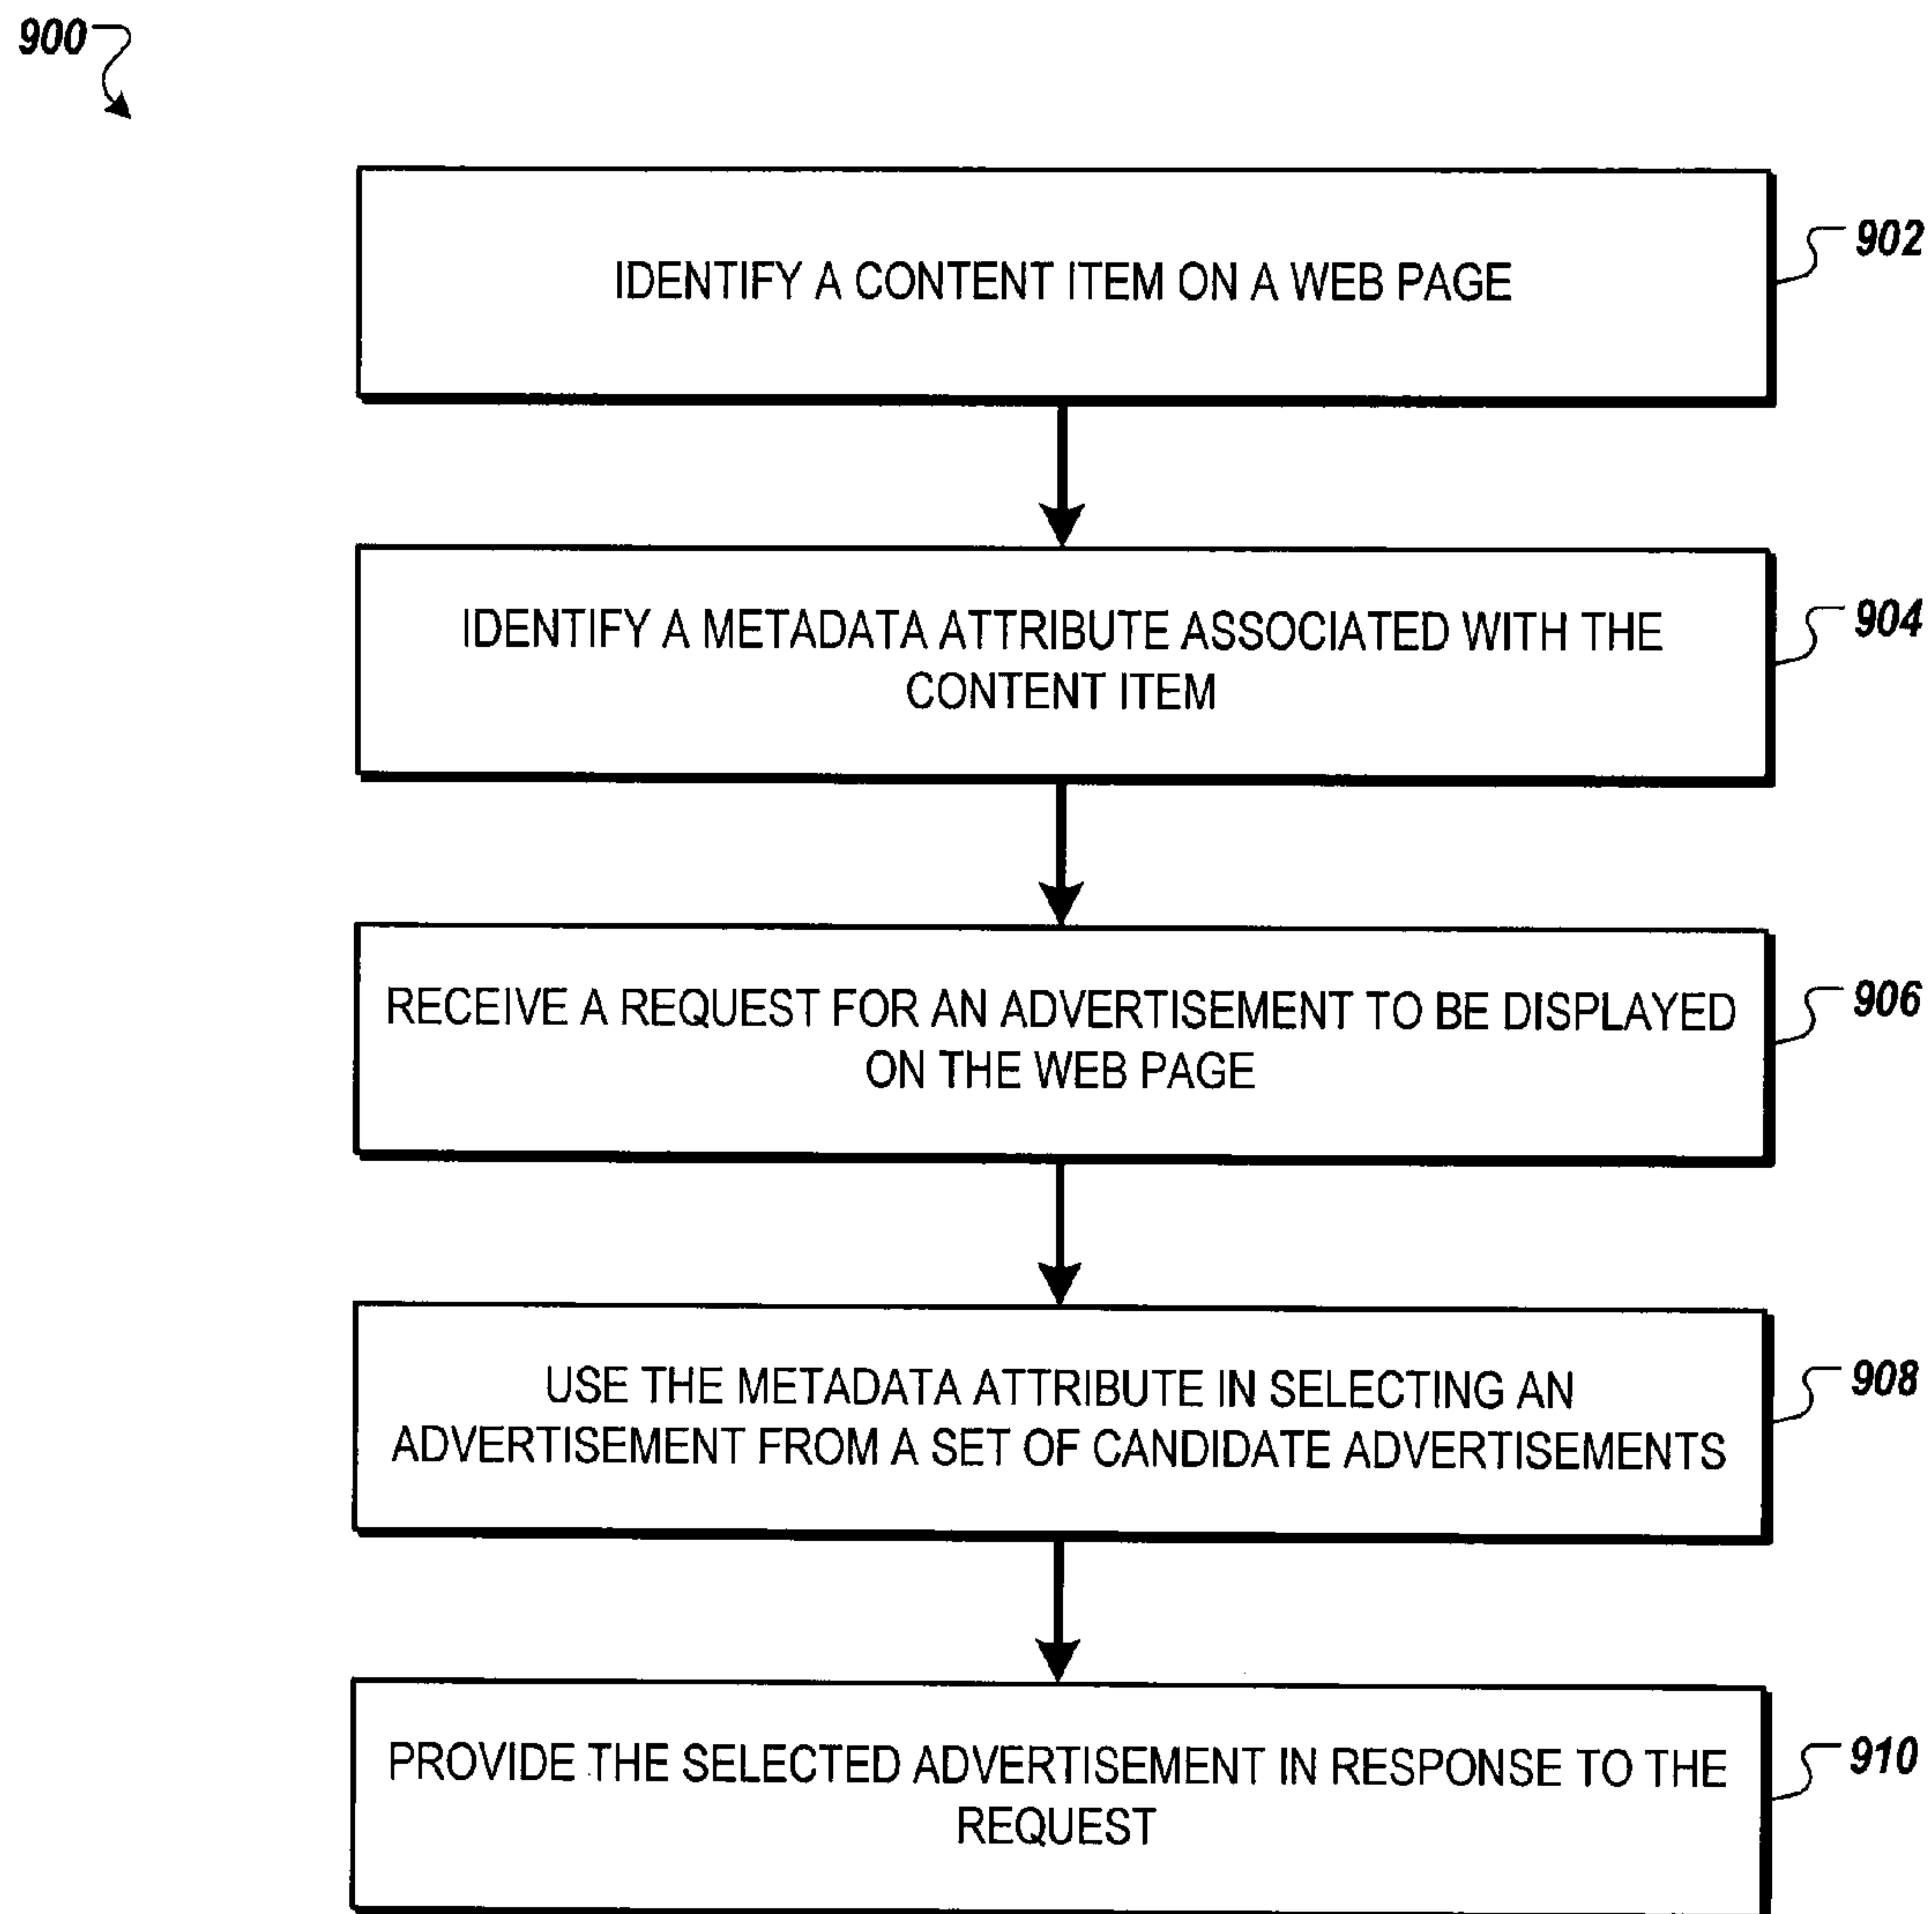 900
IDENTIFY A CONTENT ITEM ON A WEB PAGE
902
IDENTIFY A METADATA ATTRIBUTE ASSOCIATED WITH THE
CONTENT ITEM
904
RECEIVE A REQUEST FOR AN ADVERTISEMENT TO BE DISPLAYED
ON THE WEB PAGE
906
USE THE METADATA ATTRIBUTE IN SELECTING AN
ADVERTISEMENT FROM A SET OF CANDIDATE ADVERTISEMENTS
908
PROVIDE THE SELECTED ADVERTISEMENT IN RESPONSE TO THE
REQUEST
910